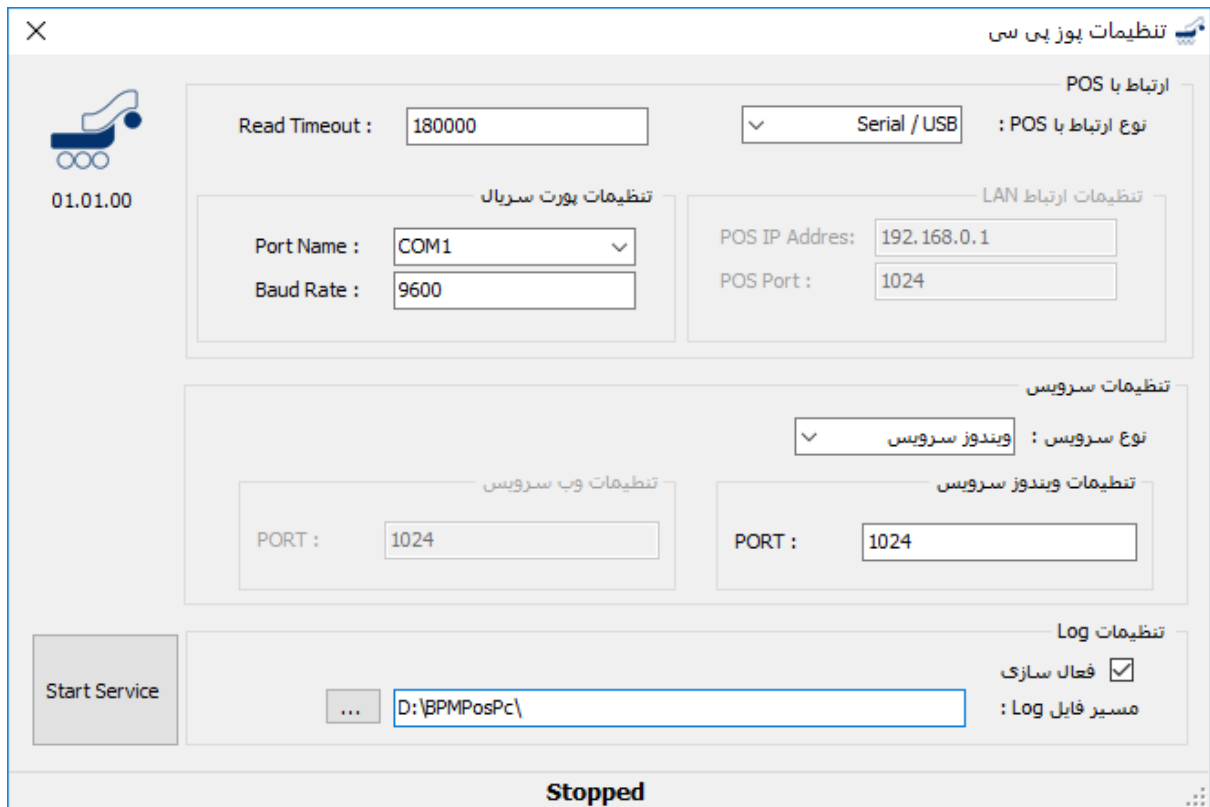 تنظیمات پوز پی سی
01.01.00
ارتباط با POS
نوع ارتباط با POS : Serial / USB
Read Timeout : 180000
تنظیمات ارتباط LAN
POS IP Addres: 192.168.0.1
POS Port : 1024
تنظیمات پورت سریال
Port Name : COM1
Baud Rate : 9600
تنظیمات سرویس
نوع سرویس : ویندوز سرویس
تنطیمات ویندوز سرویس
PORT : 1024
تنطیمات وب سرویس
PORT : 1024
تنظیمات Log
فعال سازی
مسیر فایل Log : D:\BPMPosPc\
...
Start Service
Stopped